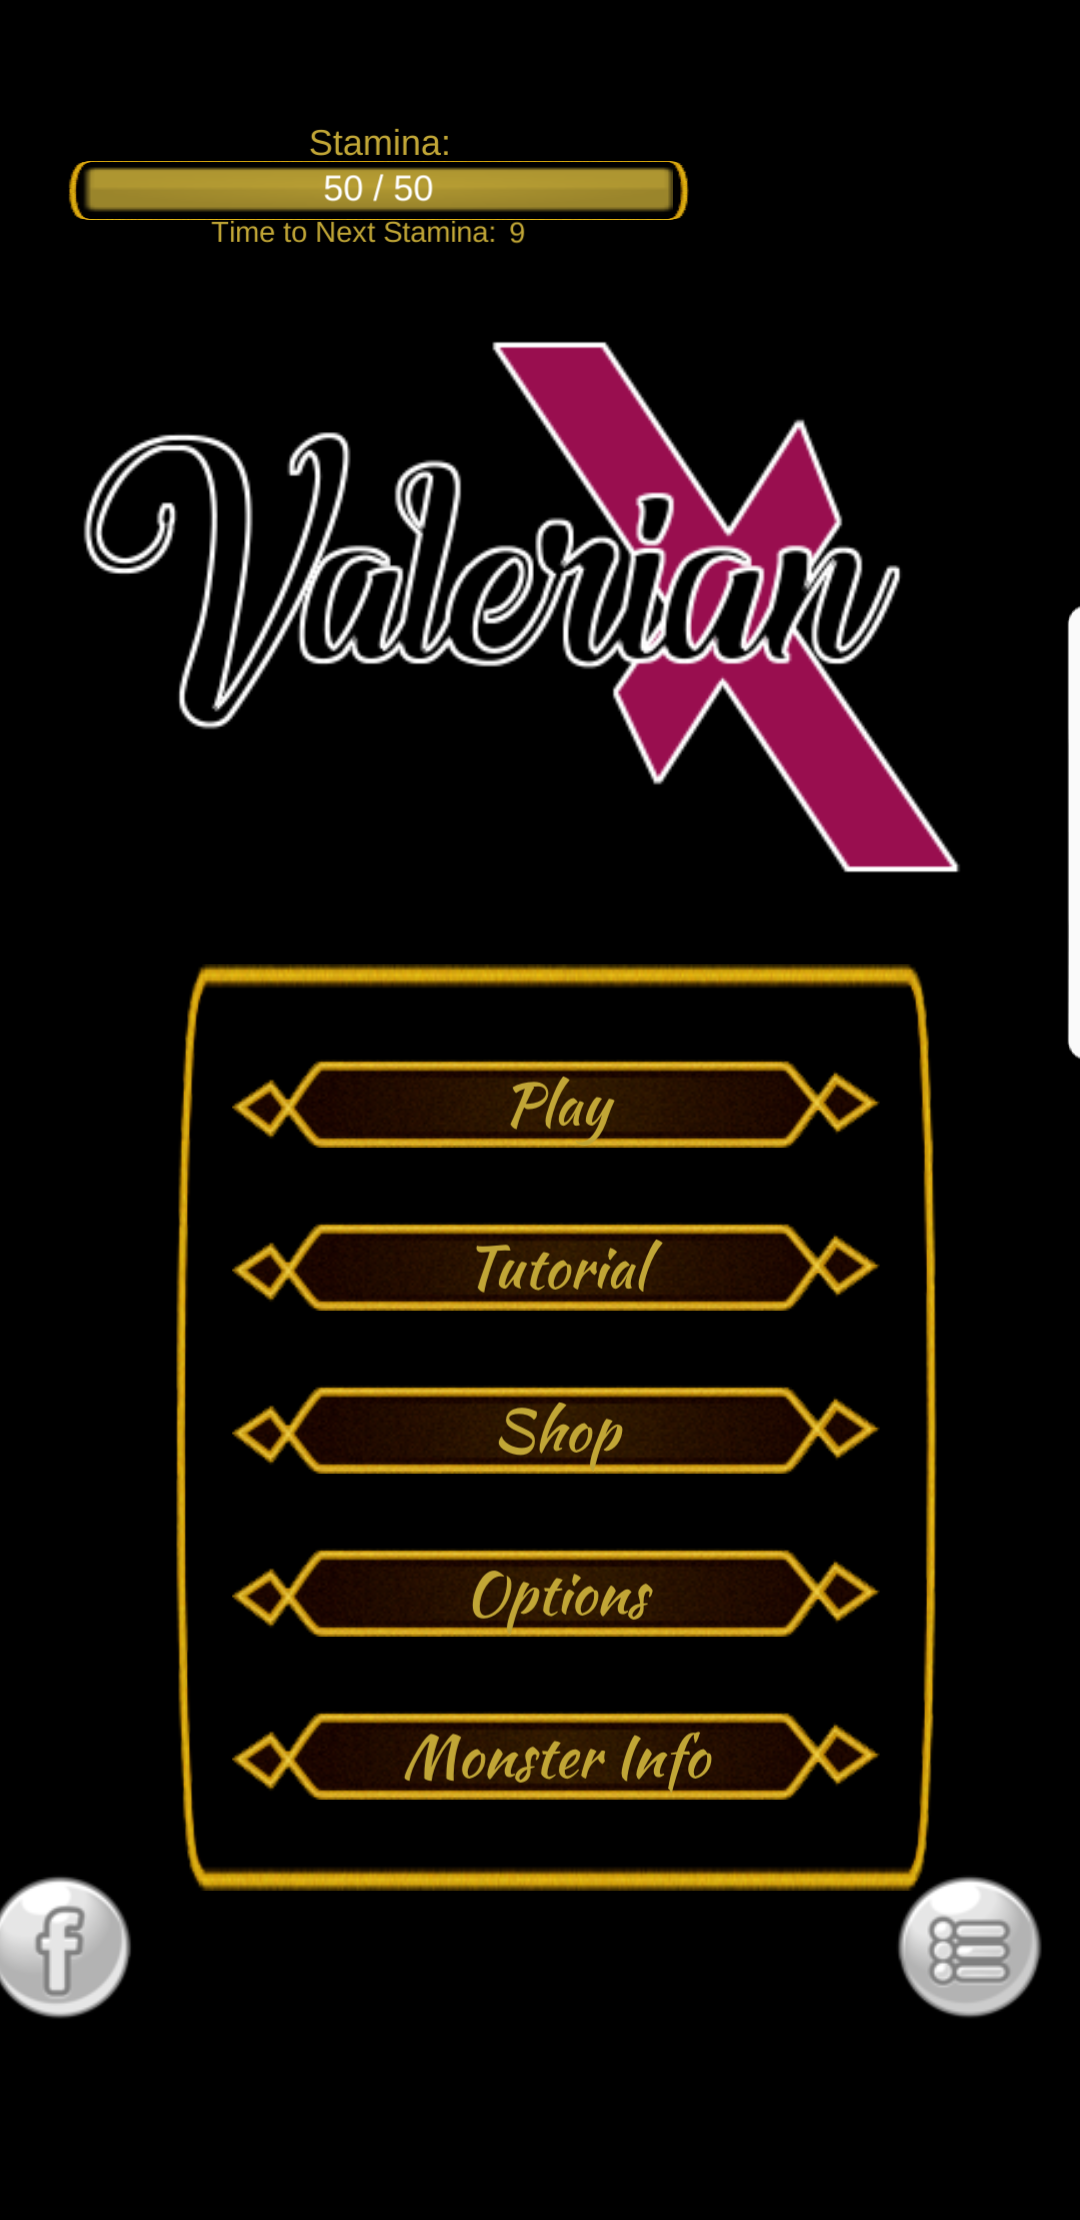 Stamina:
50 / 50
Time to Next Stamina: 9
Valerian X
Play
Tutorial
Shop
Options
Monster Info
f